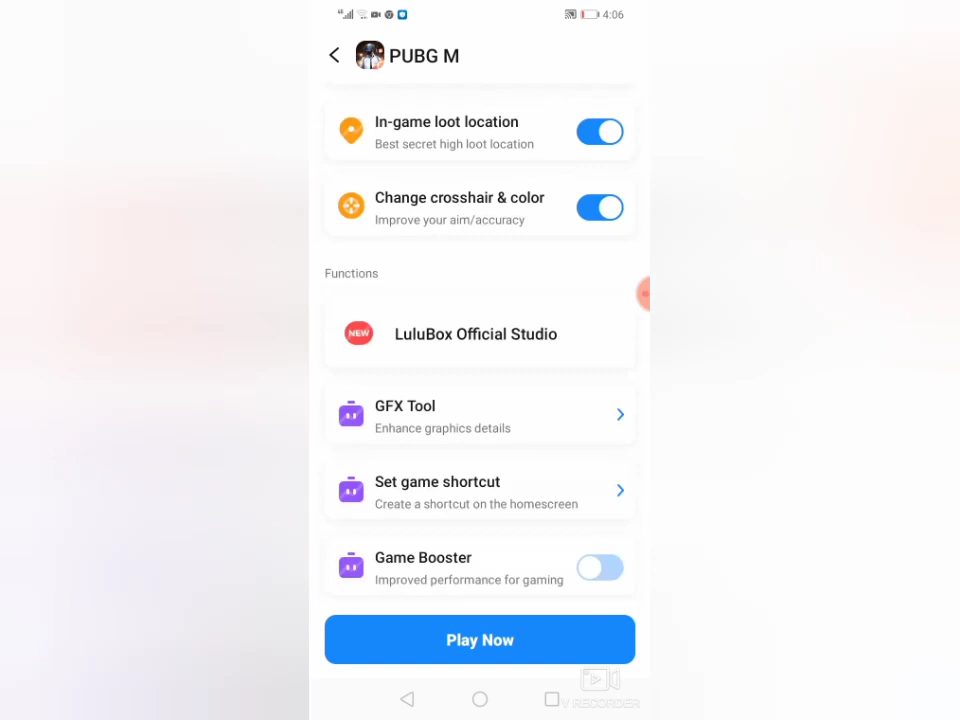 4:06
PUBG M
In-game loot location
Best secret high loot location
Change crosshair & color
Improve your aim/accuracy
Functions
NEW
LuluBox Official Studio
GFX Tool
Enhance graphics details
Set game shortcut
Create a shortcut on the homescreen
Game Booster
Improved performance for gaming
Play Now
V RECORDER